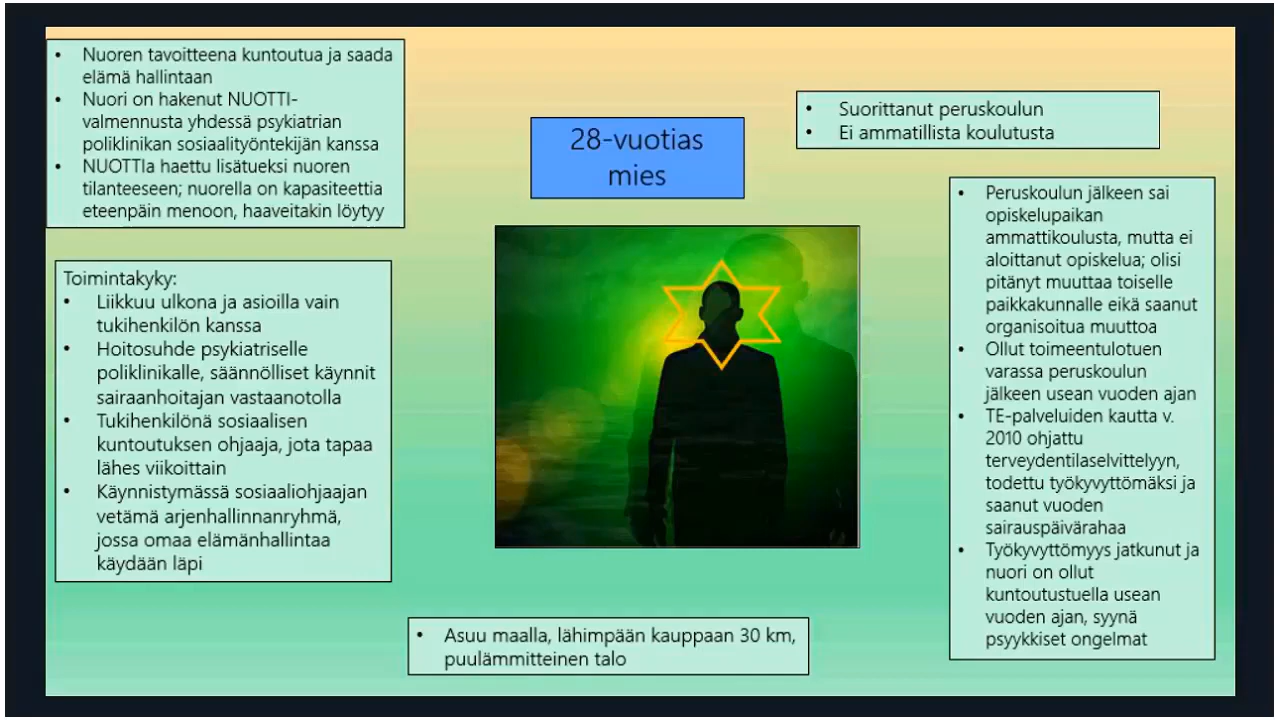 • Nuoren tavoitteena kuntoutua ja saada
elämä hallintaan
• Nuori on hakenut NUOTTI-
valmennusta yhdessä psykiatrian
poliklinikan sosiaalityöntekijän kanssa
• NUOTTIa haettu lisätueksi nuoren
tilanteeseen; nuorella on kapasiteettia
eteenpäin menoon, haaveitakin löytyy
28-vuotias
mies
• Suorittanut peruskoulun
• Ei ammatillista koulutusta
Toimintakyky:
• Liikkuu ulkona ja asioilla vain
tukihenkilön kanssa
• Hoitosuhde psykiatriselle
poliklinikalle, säännölliset käynnit
sairaanhoitajan vastaanotolla
• Tukihenkilönä sosiaalisen
kuntoutuksen ohjaaja, jota tapaa
lähes viikoittain
• Käynnistymässä sosiaaliohjaajan
vetämä arjenhallinnanryhmä,
jossa omaa elämänhallintaa
käydään läpi
• Peruskoulun jälkeen sai
opiskelupaikan
ammattikoulusta, mutta ei
aloittanut opiskelua; olisi
pitänyt muuttaa toiselle
paikkakunnalle eikä saanut
organisoitua muuttoa
• Ollut toimeentulotuen
varassa peruskoulun
jälkeen usean vuoden ajan
• TE-palveluiden kautta v.
2010 ohjattu
terveydentilaselvittelyyn,
todettu työkyvyttömäksi ja
saanut vuoden
sairauspäivärahaa
• Työkyvyttömyys jatkunut ja
nuori on ollut
kuntoutustuella usean
vuoden ajan, syynä
psyykkiset ongelmat
• Asuu maalla, lähimpään kauppaan 30 km,
puulämmitteinen talo